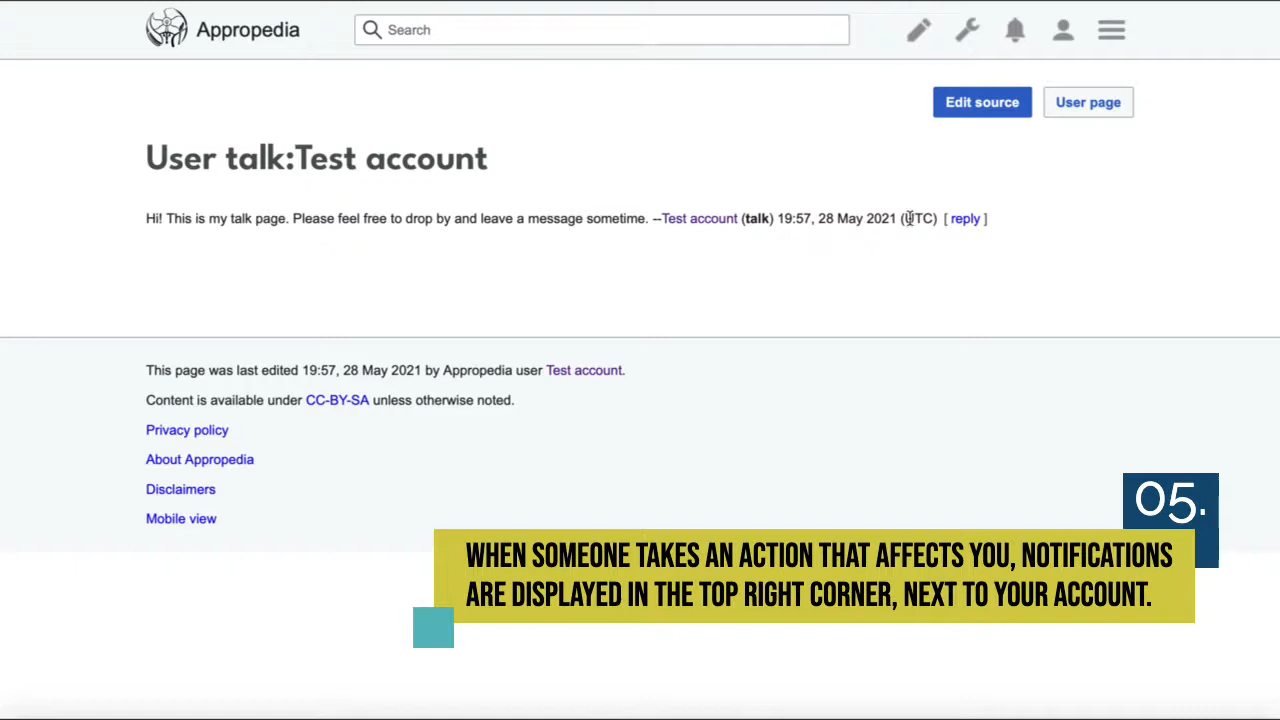 Appropedia
Search
Edit source
User page
User talk:Test account
Hi! This is my talk page. Please feel free to drop by and leave a message sometime. --Test account (talk) 19:57, 28 May 2021 (UTC) [ reply ]
This page was last edited 19:57, 28 May 2021 by Appropedia user Test account.
Content is available under CC-BY-SA unless otherwise noted.
Privacy policy
About Appropedia
Disclaimers
Mobile view
05.
WHEN SOMEONE TAKES AN ACTION THAT AFFECTS YOU, NOTIFICATIONS
ARE DISPLAYED IN THE TOP RIGHT CORNER, NEXT TO YOUR ACCOUNT.